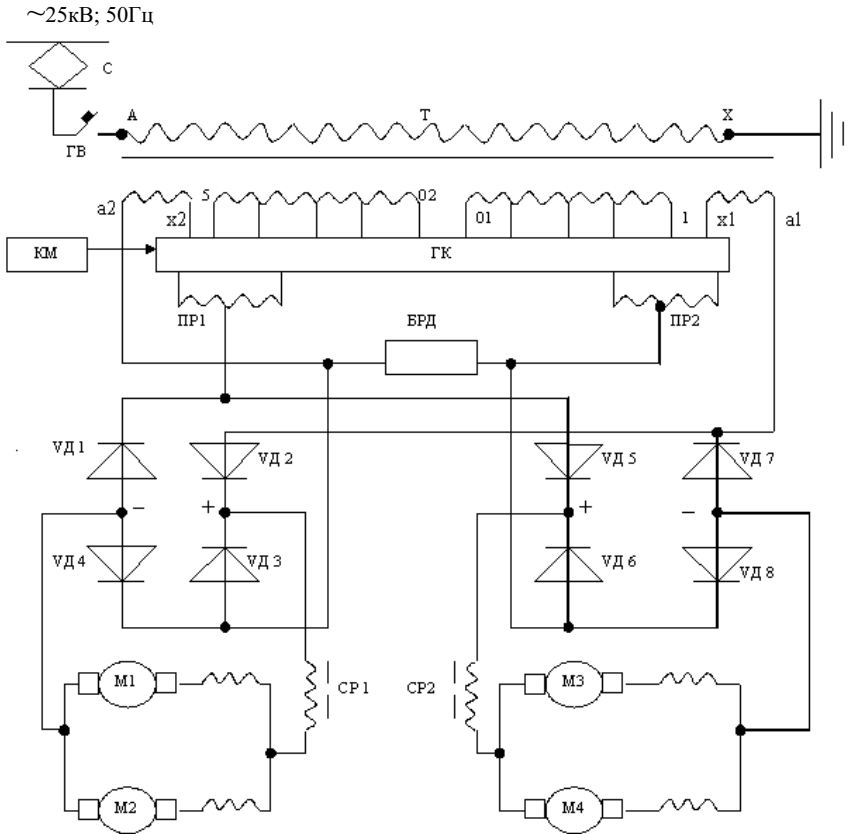 ~25кВ; 50Гц
С
А Т Х
ГВ
а2 х2 5 02 01 1 х1 а1
КМ ГК
ПР1 БРД ПР2
VД 1 VД 2 VД 5 VД 7
− + + −
VД 4 VД 3 VД 6 VД 8
М1 СР 1 СР2 М3
М2 М4